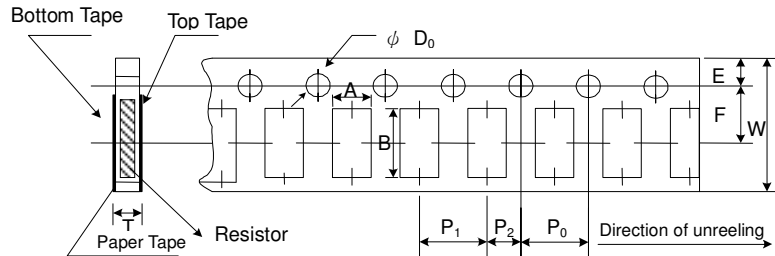 Bottom Tape
Top Tape
ψ D₀
E
A
F
B
W
T
Paper Tape
Resistor
P₁
P₂
P₀
Direction of unreeling